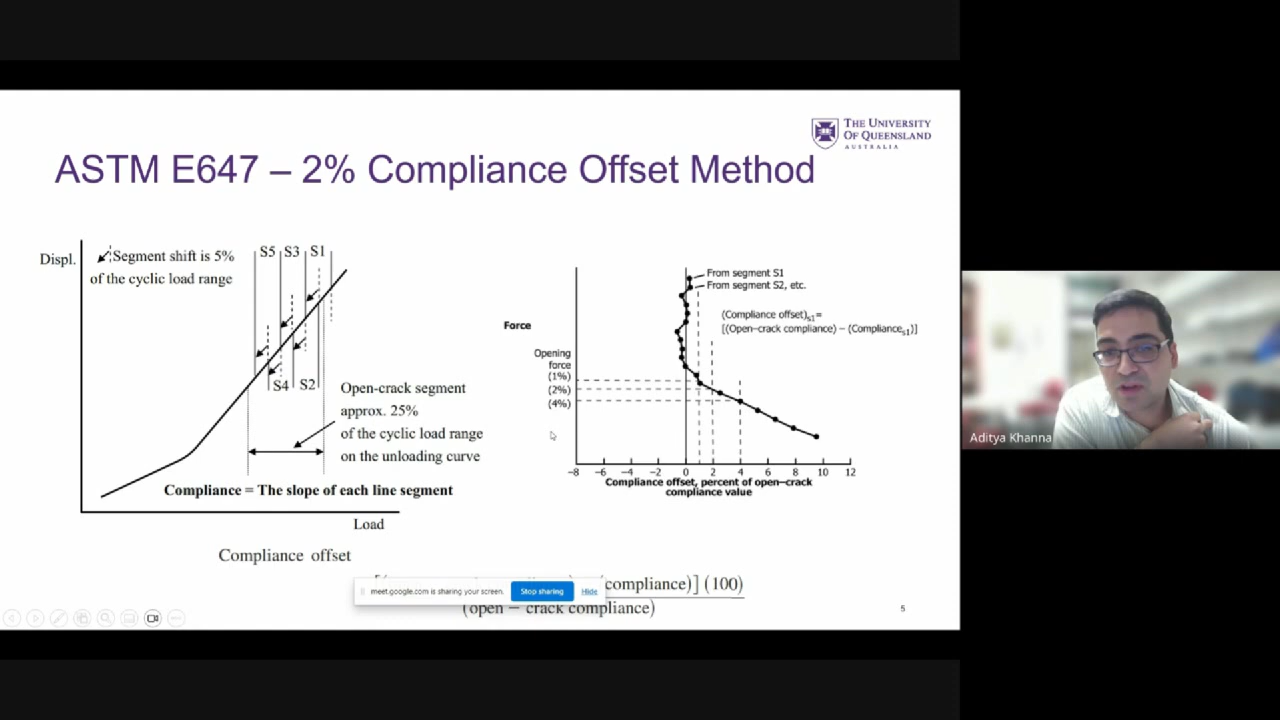 THE UNIVERSITY
OF QUEENSLAND
AUSTRALIA
ASTM E647 – 2% Compliance Offset Method
Displ.
Segment shift is 5%
of the cyclic load range
S5 S3 S1
S4 S2
Open-crack segment
approx. 25%
of the cyclic load range
on the unloading curve
Compliance = The slope of each line segment
Load
From segment S1
From segment S2, etc.
(Compliance offset)s1=
[(Open–crack compliance) – (Compliances1)]
Force
Opening
force
(1%)
(2%)
(4%)
–8 –6 –4 –2 0 2 4 6 8 10 12
Compliance offset, percent of open–crack
compliance value
Compliance offset
compliance)] (100)
(open – crack compliance)
meet.google.com is sharing your screen. Stop sharing Hide
5
Aditya Khanna